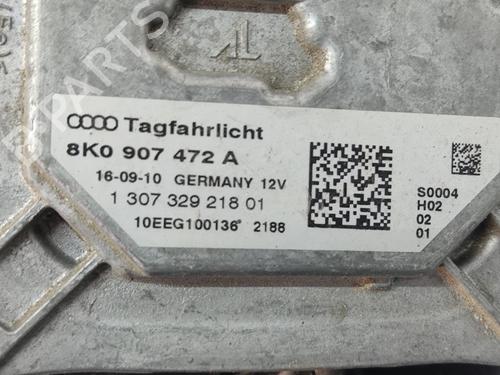 Tagfahrlicht
8K0 907 472 A
16-09-10 GERMANY 12V
1 307 329 218 01
10EEG100136* 2188
S0004
H02
02
01